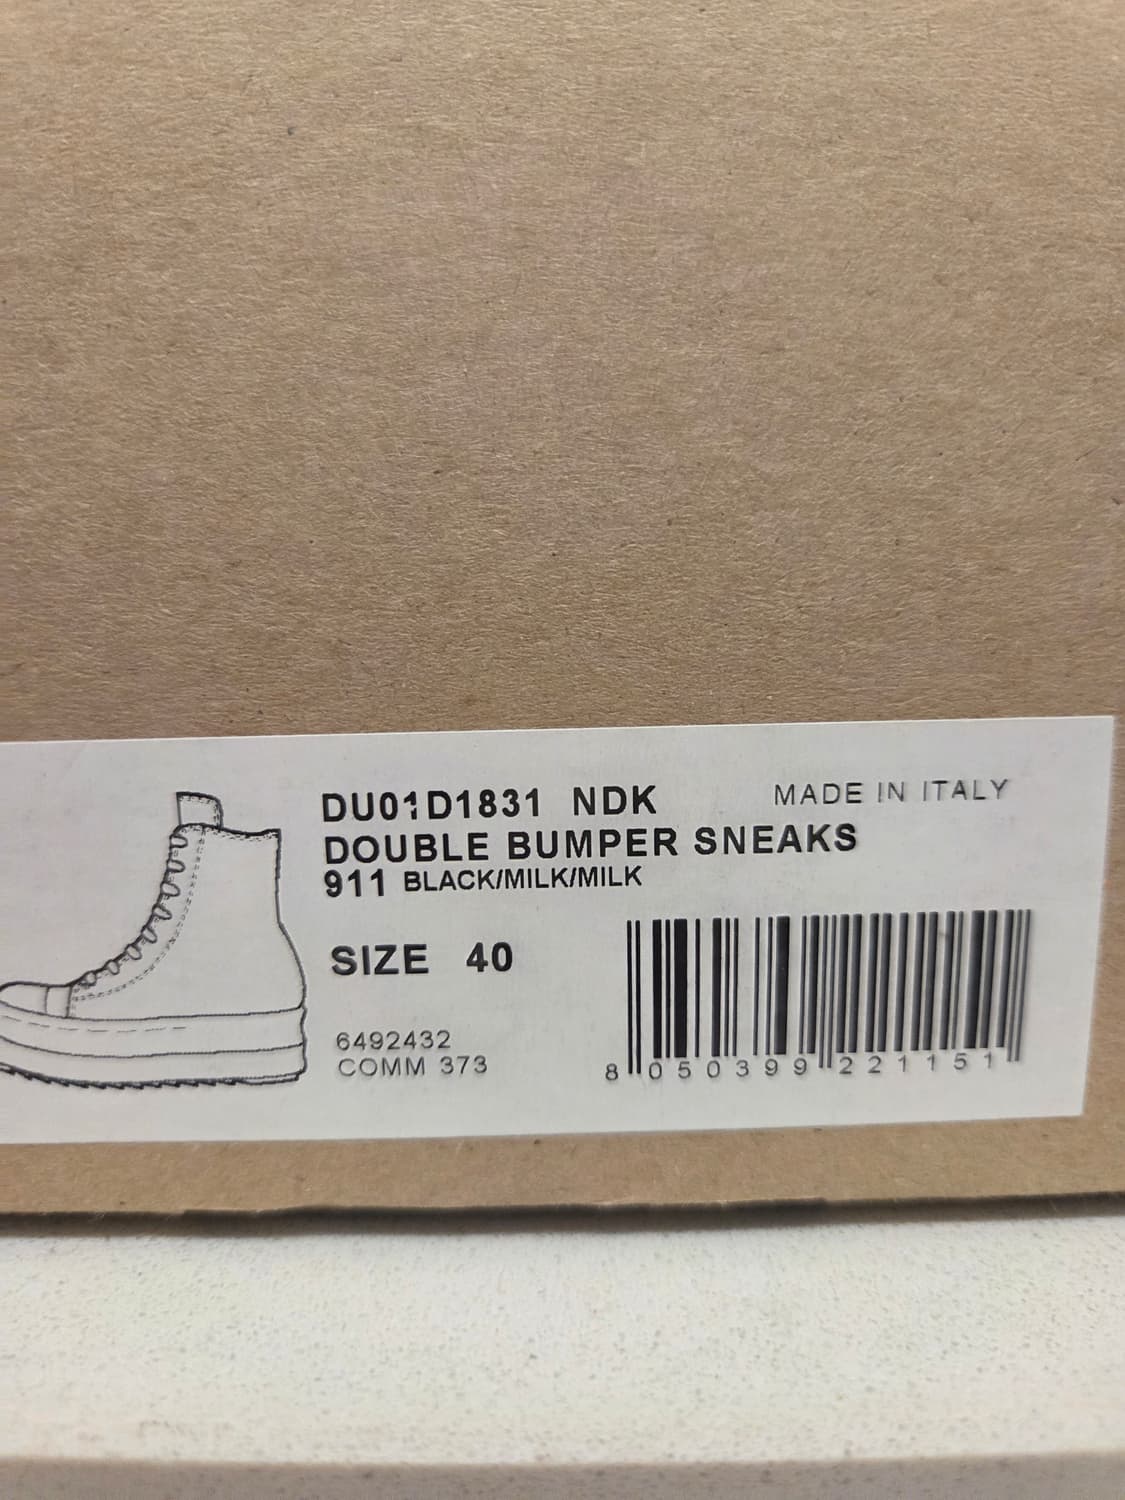 DU01D1831 NDK MADE IN ITALY
DOUBLE BUMPER SNEAKS
911 BLACK/MILK/MILK
SIZE 40
6492432
COMM 373
8 050399 221151